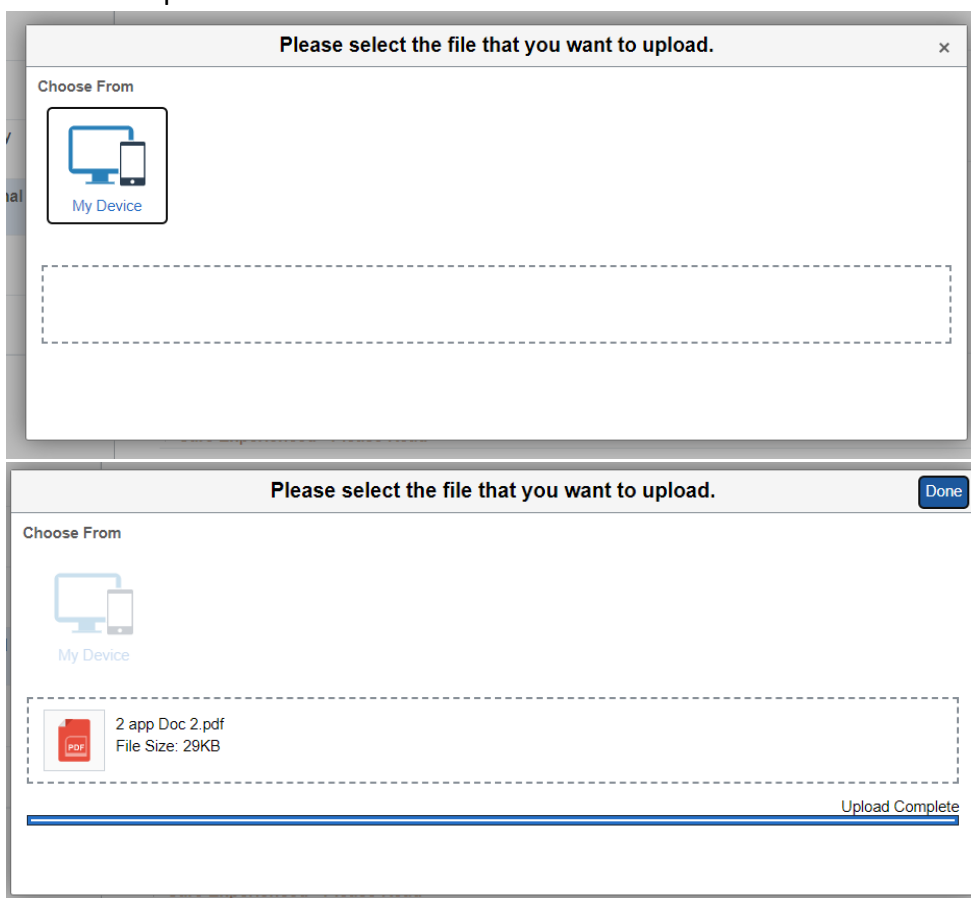 Please select the file that you want to upload.
×
Choose From
y
nal
My Device
Please select the file that you want to upload.
Done
Choose From
My Device
PDF
2 app Doc 2.pdf
File Size: 29KB
Upload Complete